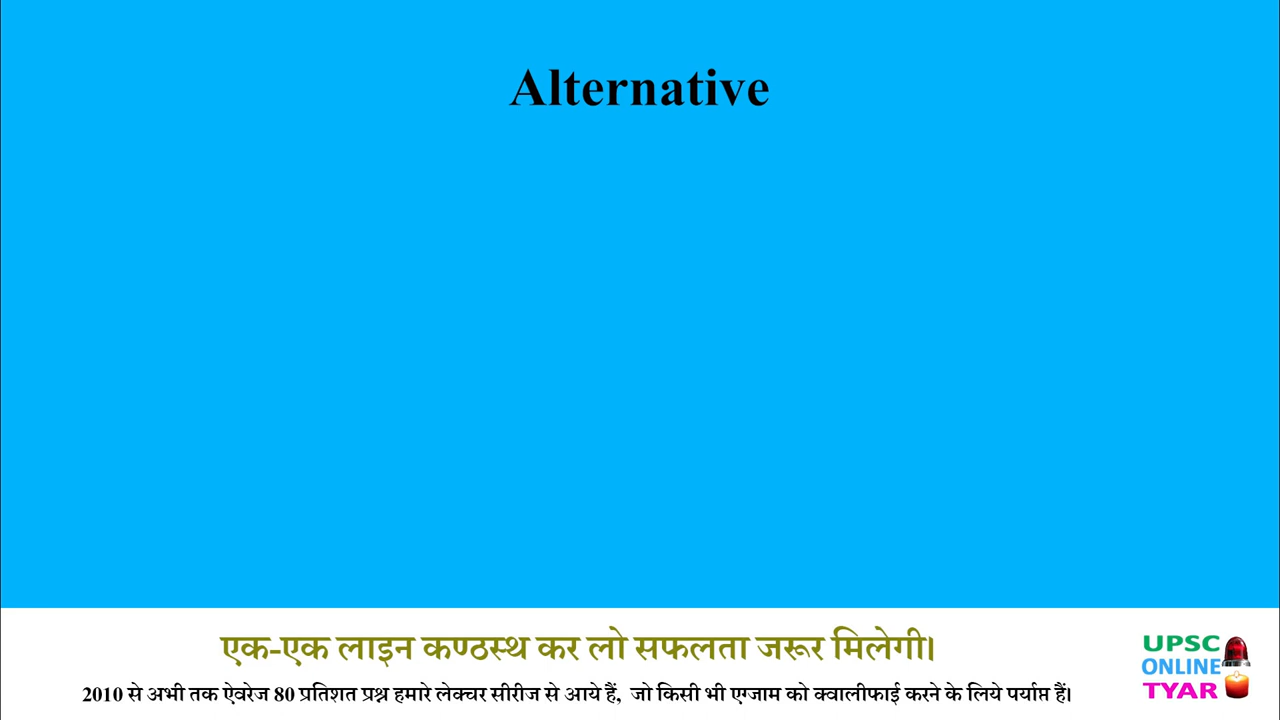 Alternative
एक-एक लाइन कण्ठस्थ कर लो सफलता जरूर मिलेगी।
2010 से अभी तक ऐवरेज 80 प्रतिशत प्रश्न हमारे लेक्चर सीरीज से आये हैं, जो किसी भी एग्जाम को क्वालीफाई करने के लिये पर्याप्त हैं।
UPSC
ONLINE
TYAR